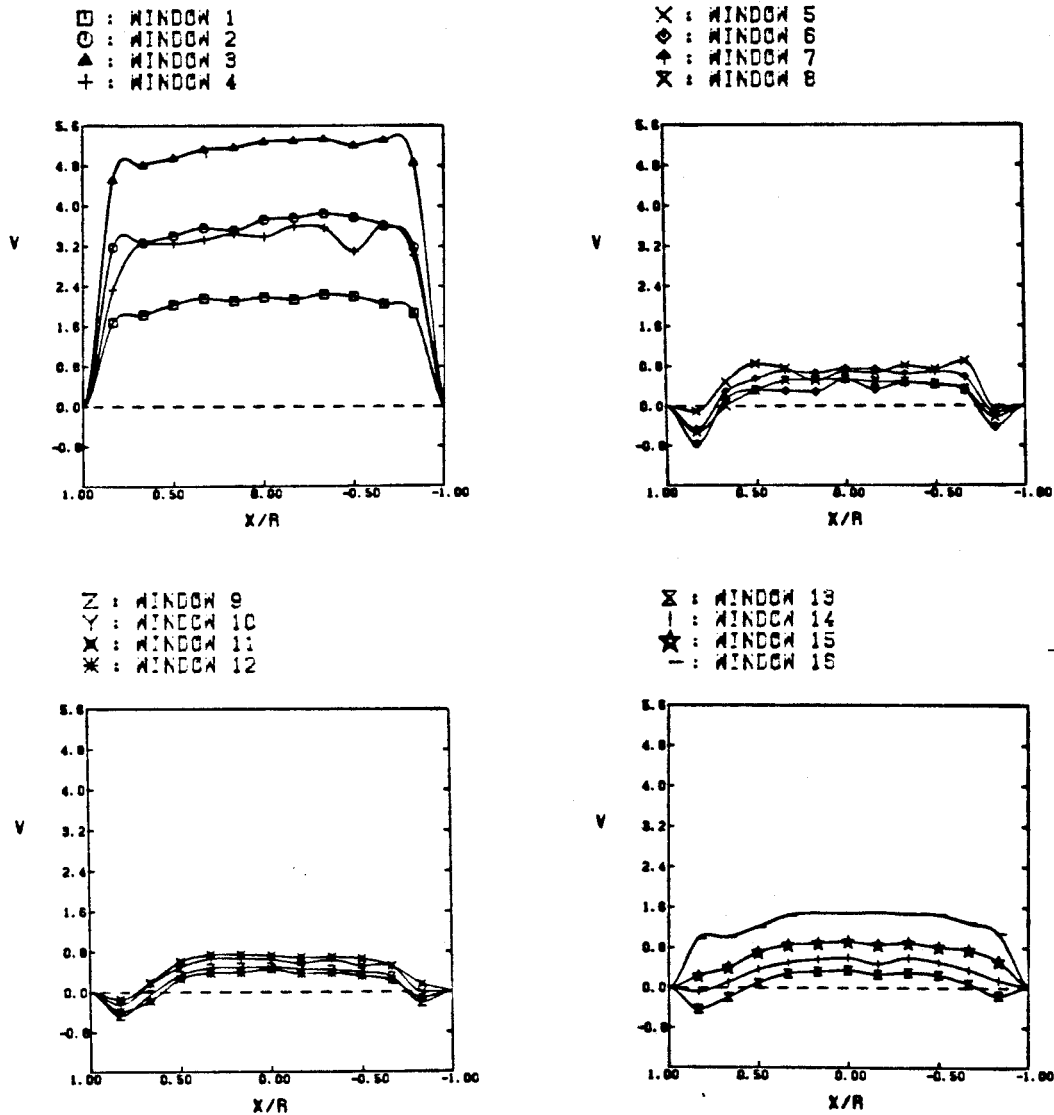 WINDOW 1
WINDOW 2
WINDOW 3
WINDOW 4
5.6
4.8
4.0
3.2
2.4
1.6
0.8
0.0
-0.8
V
1.00 0.50 0.00 -0.50 -1.00
X/R
WINDOW 5
WINDOW 6
WINDOW 7
WINDOW 8
5.6
4.8
4.0
3.2
2.4
1.6
0.8
0.0
-0.8
V
1.00 0.50 0.00 -0.50 -1.00
X/R
Z : WINDOW 9
Y : WINDOW 10
WINDOW 11
WINDOW 12
5.6
4.8
4.0
3.2
2.4
1.6
0.8
0.0
-0.8
V
1.00 0.50 0.00 -0.50 -1.00
X/R
WINDOW 13
WINDOW 14
WINDOW 15
WINDOW 16
5.6
4.8
4.0
3.2
2.4
1.6
0.8
0.0
-0.8
V
1.00 0.50 0.00 -0.50 -1.00
X/R